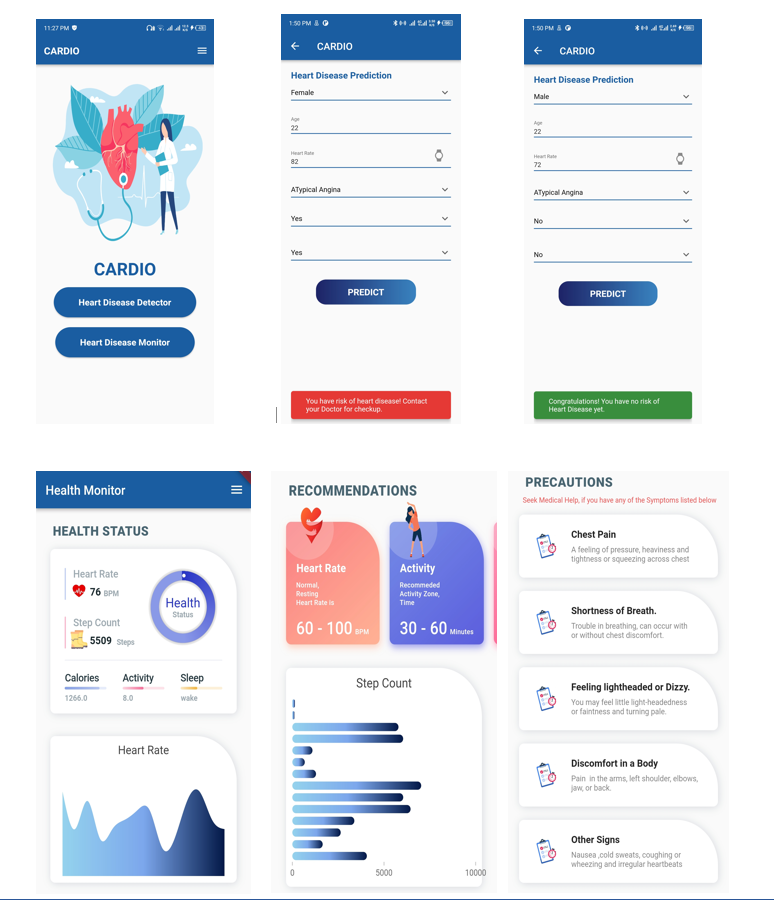 11:27 PM
CARDIO
CARDIO
Heart Disease Detector
Heart Disease Monitor
1:50 PM
CARDIO
Heart Disease Prediction
Female
Age
22
Heart Rate
82
ATypical Angina
Yes
Yes
PREDICT
You have risk of heart disease! Contact
your Doctor for checkup.
1:50 PM
CARDIO
Heart Disease Prediction
Male
Age
22
Heart Rate
72
ATypical Angina
No
No
PREDICT
Congratulations! You have no risk of
Heart Disease yet.
Health Monitor
HEALTH STATUS
Heart Rate
76 BPM
Step Count
5509 Steps
Health
Status
Calories Activity Sleep
1266.0 8.0 wake
Heart Rate
RECOMMENDATIONS
Heart Rate
Normal,
Resting
Heart Rate is
60 - 100 BPM
Activity
Recommeded
Activity Zone,
Time
30 - 60 Minutes
Step Count
0 5000 10000
PRECAUTIONS
Seek Medical Help, if you have any of the Symptoms listed below
Chest Pain
A feeling of pressure, heaviness and
tightness or squeezing across chest
Shortness of Breath.
Trouble in breathing, can occur with
or without chest discomfort.
Feeling lightheaded or Dizzy.
You may feel little light-headedness
or faintness and turning pale.
Discomfort in a Body
Pain in the arms, left shoulder, elbows,
jaw, or back.
Other Signs
Nausea ,cold sweats, coughing or
wheezing and irregular heartbeats